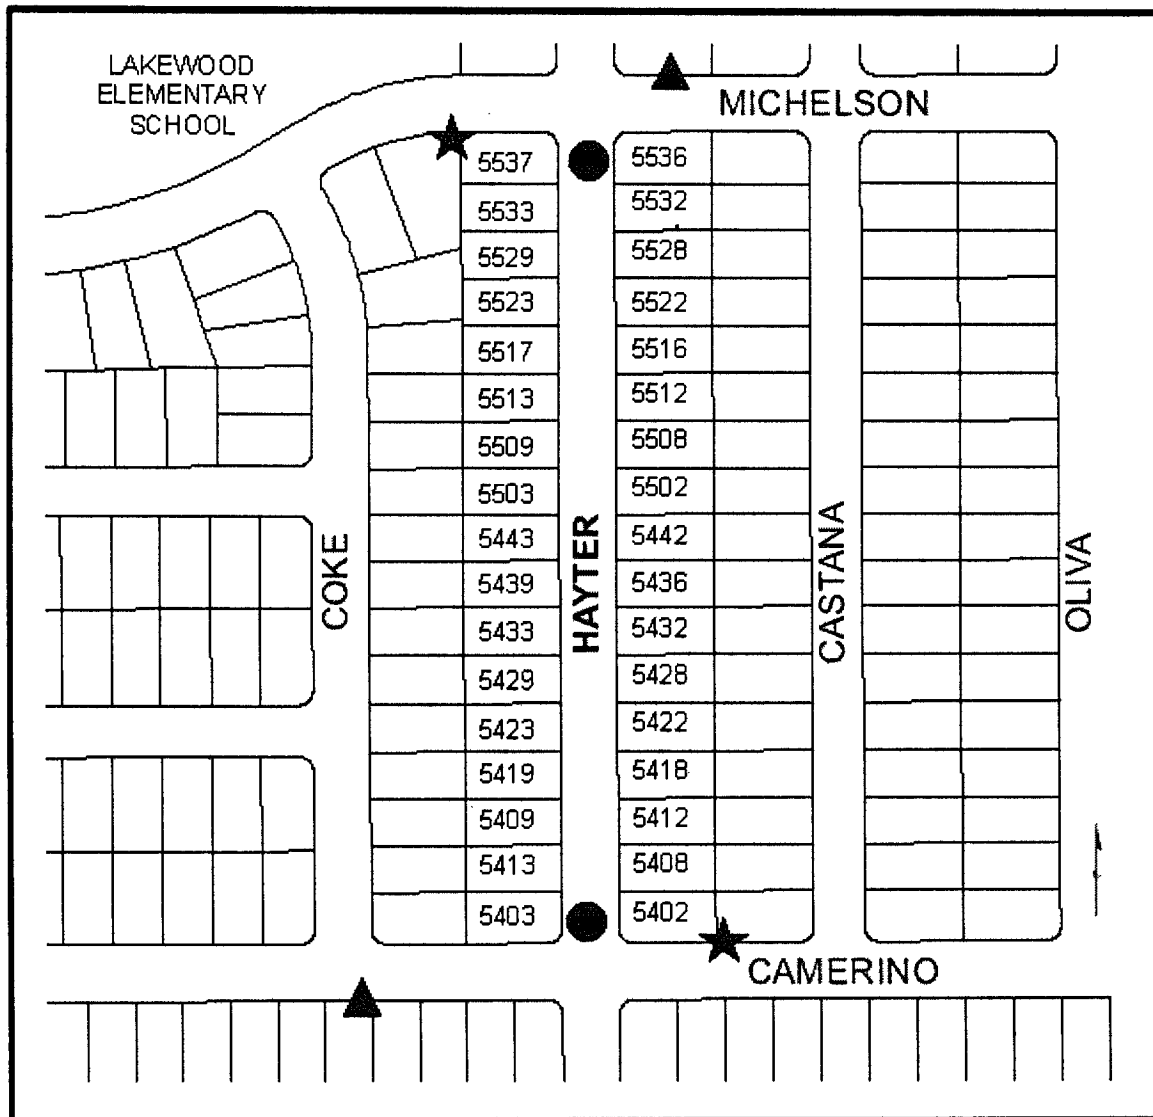 LAKEWOOD
ELEMENTARY
SCHOOL
MICHELSON
5537 5536
5533 5532
5529 5528
5523 5522
5517 5516
5513 5512
5509 5508
5503 5502
5443 5442
5439 5436
5433 5432
5429 5428
5423 5422
5419 5418
5409 5412
5413 5408
5403 5402
COKE
HAYTER
CASTANA
OLIVA
CAMERINO